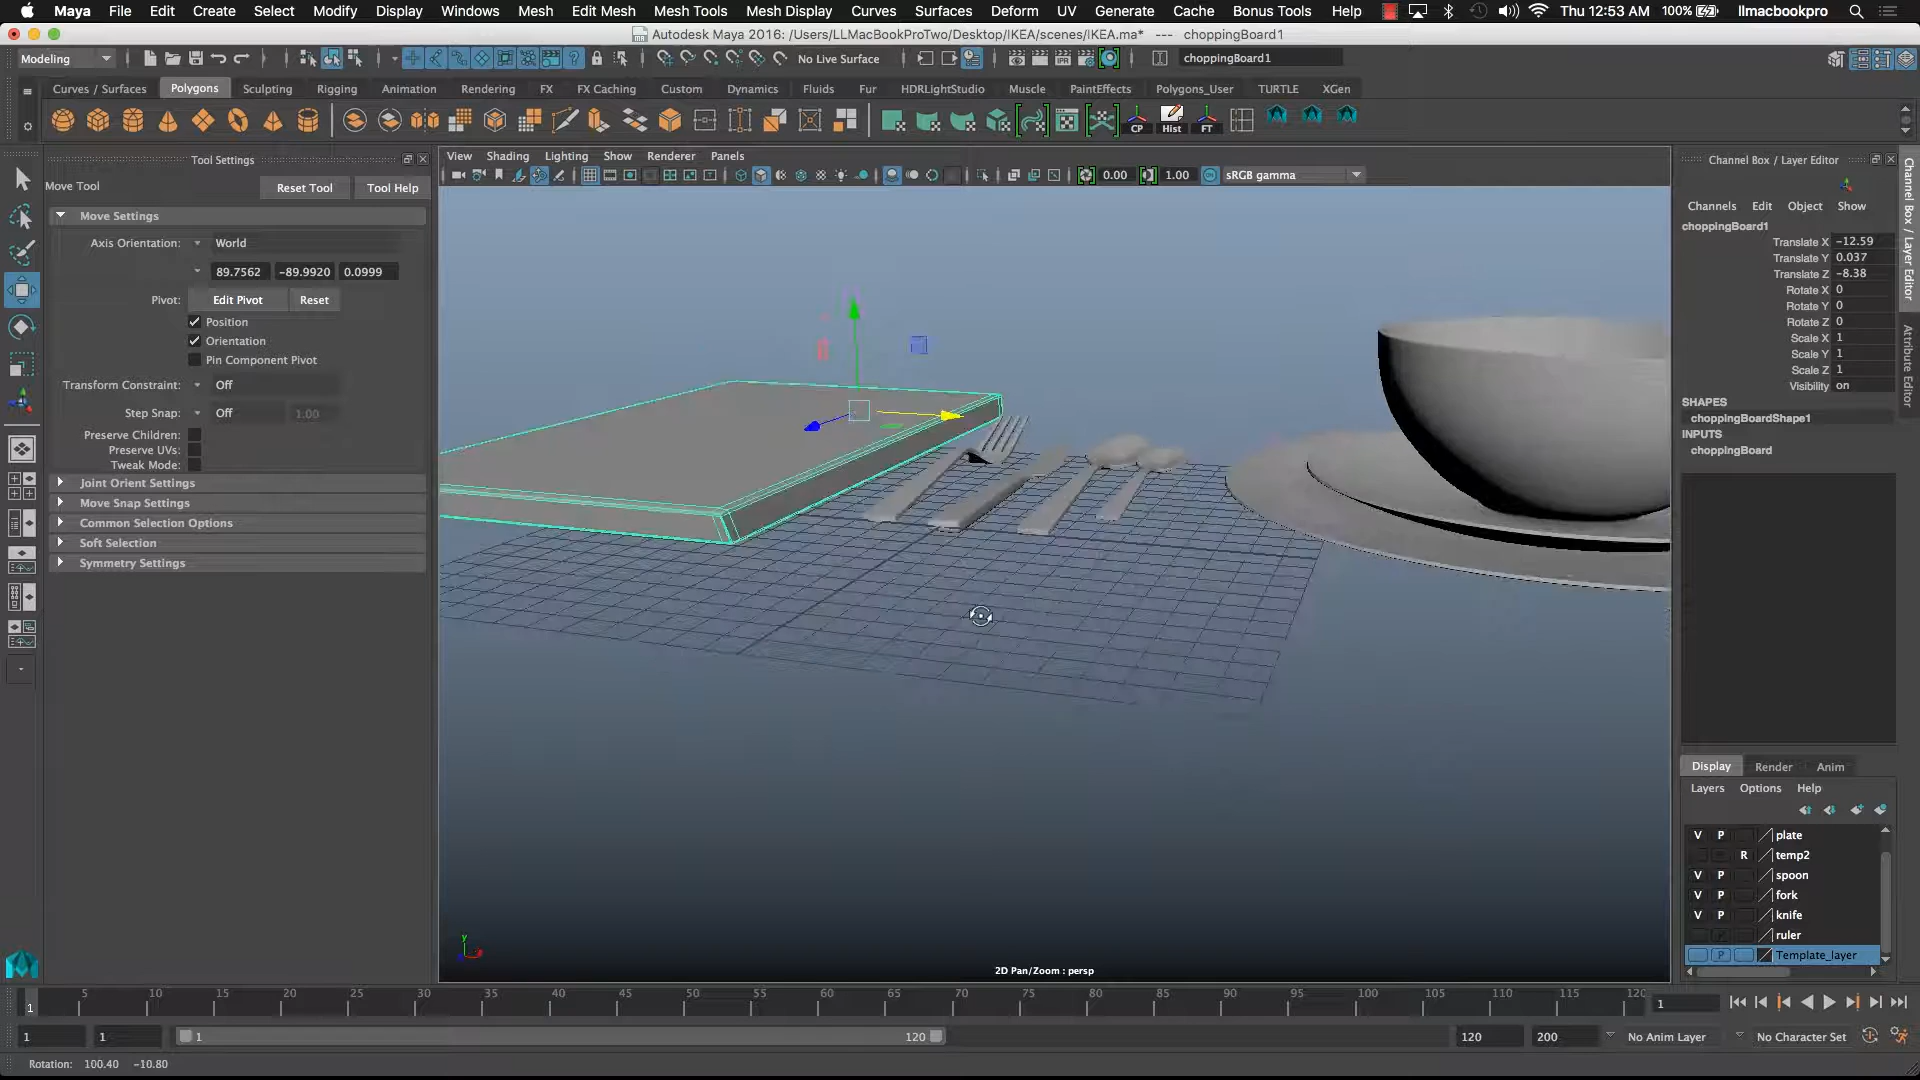 Maya File Edit Create Select Modify Display Windows Mesh Edit Mesh Mesh Tools Mesh Display Curves Surfaces Deform UV Generate Cache Bonus Tools Help Thu 12:53 AM 100% llmacbookpro
Autodesk Maya 2016: /Users/LLMacBookProTwo/Desktop/IKEA/scenes/IKEA.ma* --- choppingBoard1
Modeling No Live Surface choppingBoard1
Curves / Surfaces Polygons Sculpting Rigging Animation Rendering FX FX Caching Custom Dynamics Fluids Fur HDRLightStudio Muscle PaintEffects Polygons_User TURTLE XGen
CP Hist FT
Tool Settings
Move Tool Reset Tool Tool Help
Move Settings
Axis Orientation: World
89.7562 -89.9920 0.0999
Pivot: Edit Pivot Reset
Position
Orientation
Pin Component Pivot
Transform Constraint: Off
Step Snap: Off 1.00
Preserve Children:
Preserve UVs:
Tweak Mode:
Joint Orient Settings
Move Snap Settings
Common Selection Options
Soft Selection
Symmetry Settings
View Shading Lighting Show Renderer Panels
0.00 1.00 sRGB gamma
y
2D Pan/Zoom : persp
Channel Box / Layer Editor
Channels Edit Object Show
choppingBoard1
Translate X -12.59
Translate Y 0.037
Translate Z -8.38
Rotate X 0
Rotate Y 0
Rotate Z 0
Scale X 1
Scale Y 1
Scale Z 1
Visibility on
SHAPES
choppingBoardShape1
INPUTS
choppingBoard
Channel Box / Layer Editor
Attribute Editor
Display Render Anim
Layers Options Help
V P plate
R temp2
V P spoon
V P fork
V P knife
P ruler
P Template_layer
1 5 10 15 20 25 30 35 40 45 50 55 60 65 70 75 80 85 90 95 100 105 110 115 120 1
1 1 1 120 120 200 No Anim Layer No Character Set
Rotation: 100.40 -10.80